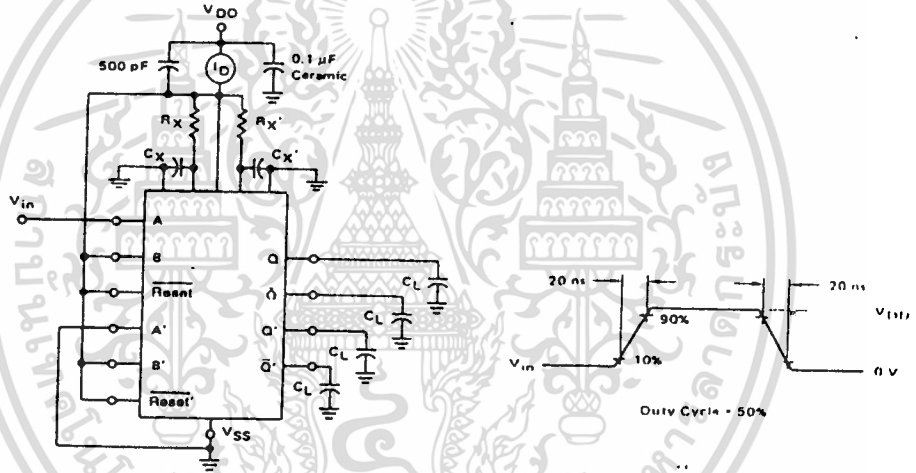 VDD
500 pF
ID
0.1 µF
Ceramic
RX
RX'
CX
CX'
Vin
A
B
Reset
A'
B'
Reset'
Q
Q̄
Q'
Q̄'
CL
CL
CL
CL
VSS
20 ns
20 ns
90%
10%
Vin
0 V
Duty Cycle = 50%